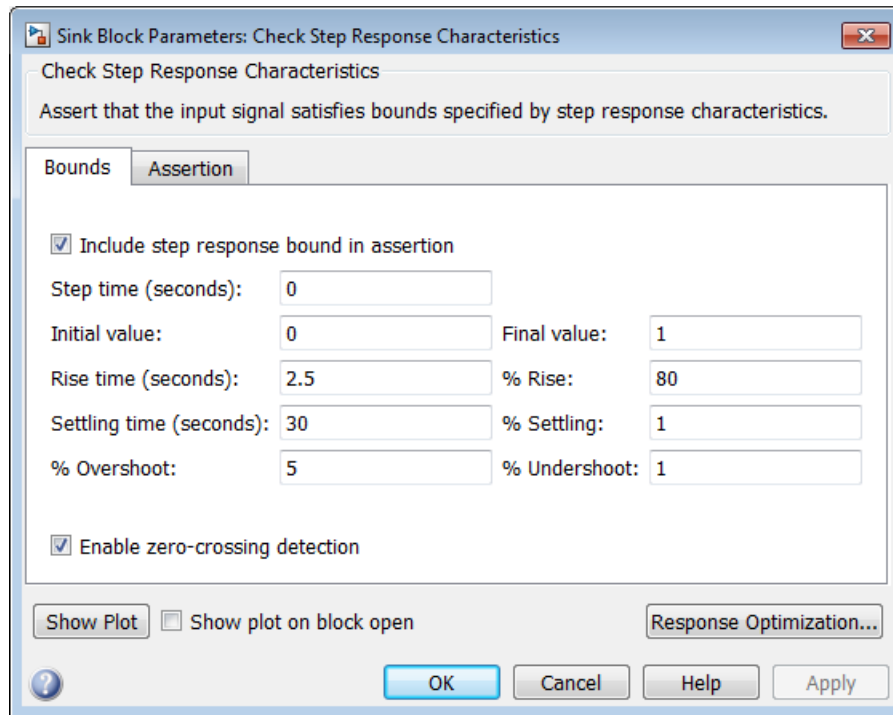 Sink Block Parameters: Check Step Response Characteristics
Check Step Response Characteristics
Assert that the input signal satisfies bounds specified by step response characteristics.
Bounds Assertion
Include step response bound in assertion
Step time (seconds): 0
Initial value: 0 Final value: 1
Rise time (seconds): 2.5 % Rise: 80
Settling time (seconds): 30 % Settling: 1
% Overshoot: 5 % Undershoot: 1
Enable zero-crossing detection
Show Plot Show plot on block open Response Optimization...
? OK Cancel Help Apply